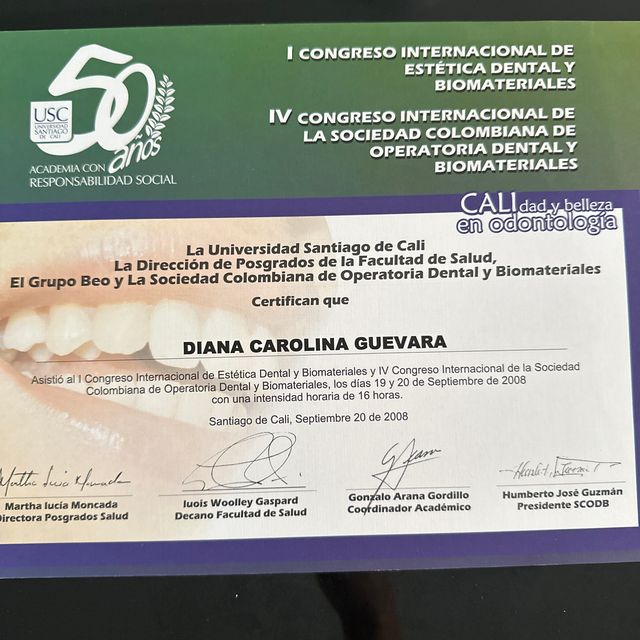 I CONGRESO INTERNACIONAL DE
ESTÉTICA DENTAL Y
BIOMATERIALES
IV CONGRESO INTERNACIONAL DE
LA SOCIEDAD COLOMBIANA DE
OPERATORIA DENTAL Y
BIOMATERIALES
50
años
USC
UNIVERSIDAD
SANTIAGO
DE CALI
ACADEMIA CON
RESPONSABILIDAD SOCIAL
CALIdad y belleza
en odontología
La Universidad Santiago de Cali
La Dirección de Posgrados de la Facultad de Salud,
El Grupo Beo y La Sociedad Colombiana de Operatoria Dental y Biomateriales
Certifican que
DIANA CAROLINA GUEVARA
Asistió al I Congreso Internacional de Estética Dental y Biomateriales y IV Congreso Internacional de la Sociedad
Colombiana de Operatoria Dental y Biomateriales, los días 19 y 20 de Septiembre de 2008
con una intensidad horaria de 16 horas.
Santiago de Cali, Septiembre 20 de 2008
Martha Lucia Moncada
Martha lucía Moncada
Directora Posgrados Salud
luois Woolley Gaspard
Decano Facultad de Salud
Gonzalo Arana Gordillo
Coordinador Académico
Humberto José Guzmán
Presidente SCODB